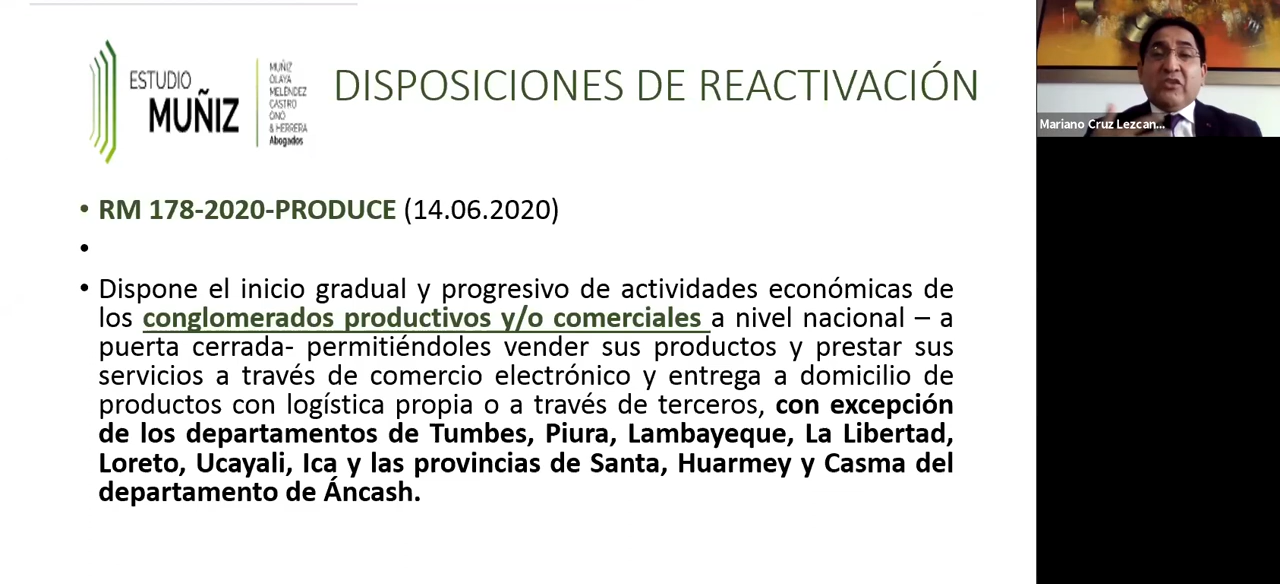 ESTUDIO
MUÑIZ
MUÑIZ
OLAYA
MELÉNDEZ
CASTRO
ONO
& HERRERA
Abogados
DISPOSICIONES DE REACTIVACIÓN
• RM 178-2020-PRODUCE (14.06.2020)
•
• Dispone el inicio gradual y progresivo de actividades económicas de
los conglomerados productivos y/o comerciales a nivel nacional – a
puerta cerrada- permitiéndoles vender sus productos y prestar sus
servicios a través de comercio electrónico y entrega a domicilio de
productos con logística propia o a través de terceros, con excepción
de los departamentos de Tumbes, Piura, Lambayeque, La Libertad,
Loreto, Ucayali, Ica y las provincias de Santa, Huarmey y Casma del
departamento de Áncash.
Mariano Cruz Lezcan...